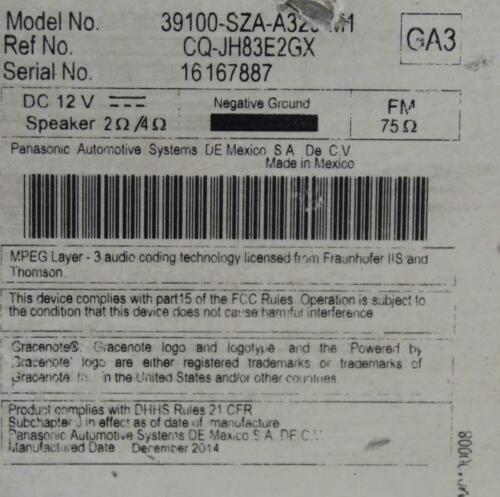 Model No. 39100-SZA-A32 M1
Ref No. CQ-JH83E2GX
Serial No. 16167887
GA3
DC 12 V
Speaker 2Ω/4Ω
Negative Ground
FM
75Ω
Panasonic Automotive Systems DE Mexico S.A. De C.V
Made in Mexico
MPEG Layer - 3 audio coding technology licensed from Fraunhofer IIS and
Thomson
This device complies with part15 of the FCC Rules. Operation is subject to
the condition that this device does not cause harmful interference
Gracenote®, Gracenote logo and logotype, and the Powered by
Gracenote logo are either registered trademarks or trademarks of
Gracenote in the United States and/or other countries
Product complies with DHHS Rules 21 CFR
Subchapter J in effect as of date of manufacture
Panasonic Automotive Systems DE Mexico S.A. DE C.V.
Manufactured Date : December 2014